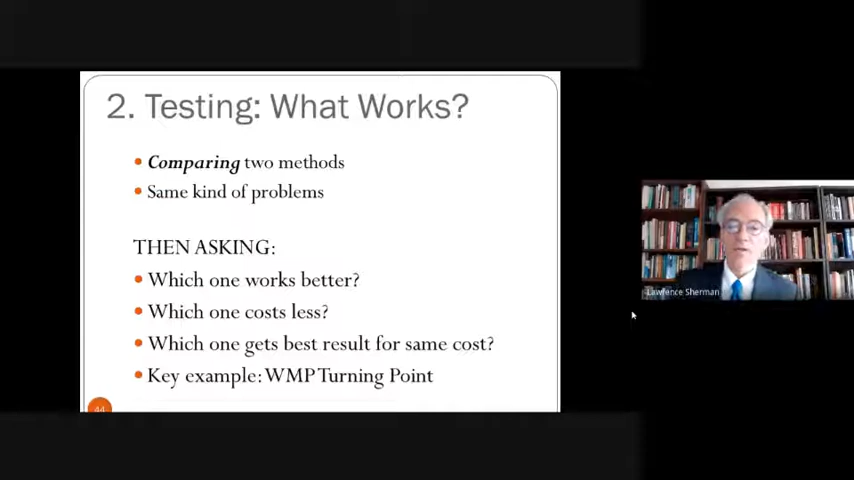 2. Testing: What Works?
• Comparing two methods
• Same kind of problems
THEN ASKING:
• Which one works better?
• Which one costs less?
• Which one gets best result for same cost?
• Key example: WMP Turning Point
44
Lawrence Sherman